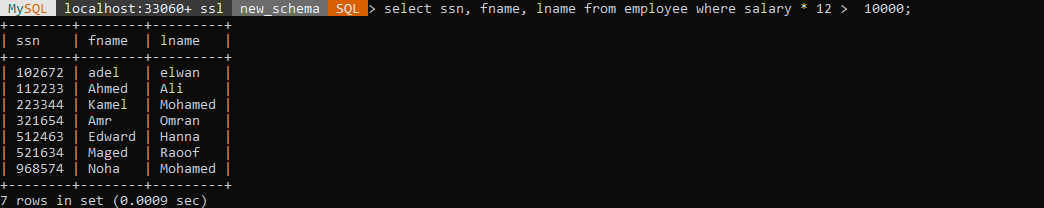 MySQL localhost:33060+ ssl new_schema SQL > select ssn, fname, lname from employee where salary * 12 >  10000;
+--------+--------+---------+
| ssn    | fname  | lname   |
+--------+--------+---------+
| 102672 | adel   | elwan   |
| 112233 | Ahmed  | Ali     |
| 223344 | Kamel  | Mohamed |
| 321654 | Amr    | Omran   |
| 512463 | Edward | Hanna   |
| 521634 | Maged  | Raoof   |
| 968574 | Noha   | Mohamed |
+--------+--------+---------+
7 rows in set (0.0009 sec)